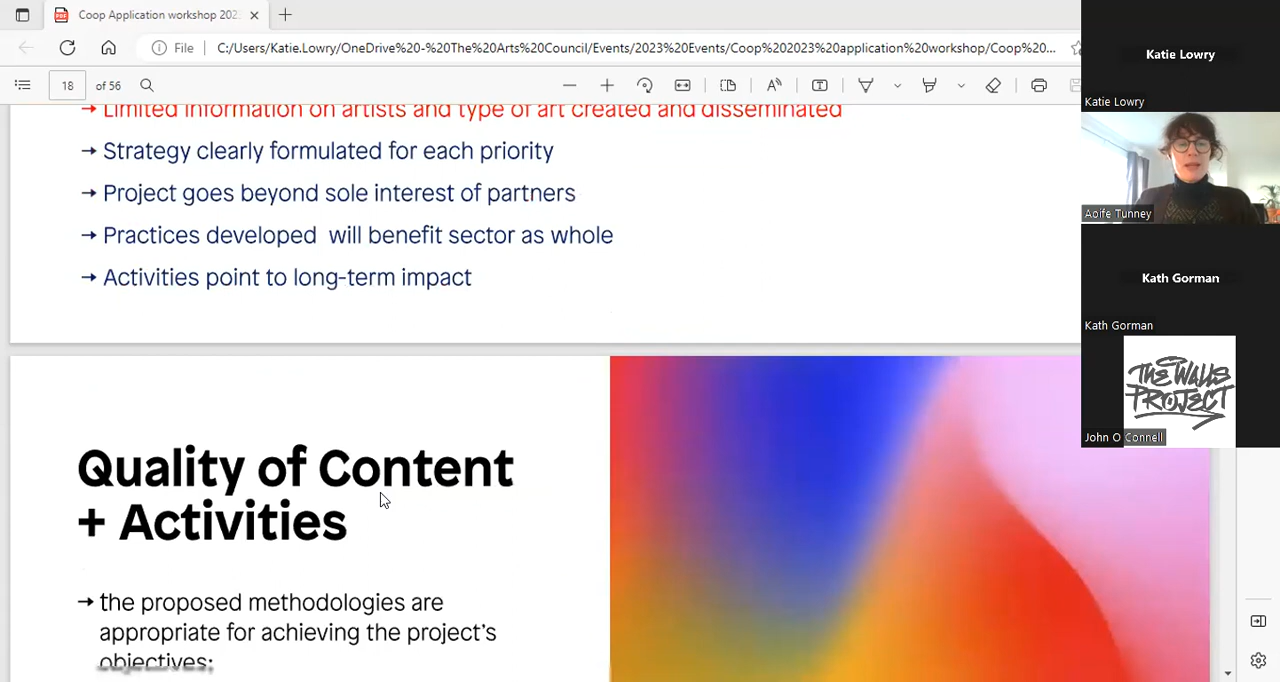 Coop Application workshop 202
File
C:/Users/Katie.Lowry/OneDrive%20-%20The%20Arts%20Council/Events/2023%20Events/Coop%202023%20application%20workshop/Coop%20...
18 of 56
Limited information on artists and type of art created and disseminated
→ Strategy clearly formulated for each priority
→ Project goes beyond sole interest of partners
→ Practices developed will benefit sector as whole
→ Activities point to long-term impact
Quality of Content
+ Activities
→ the proposed methodologies are
appropriate for achieving the project's
objectives;
Katie Lowry
Katie Lowry
Aoife Tunney
Kath Gorman
Kath Gorman
THE WALLS
PROJECT
John O Connell